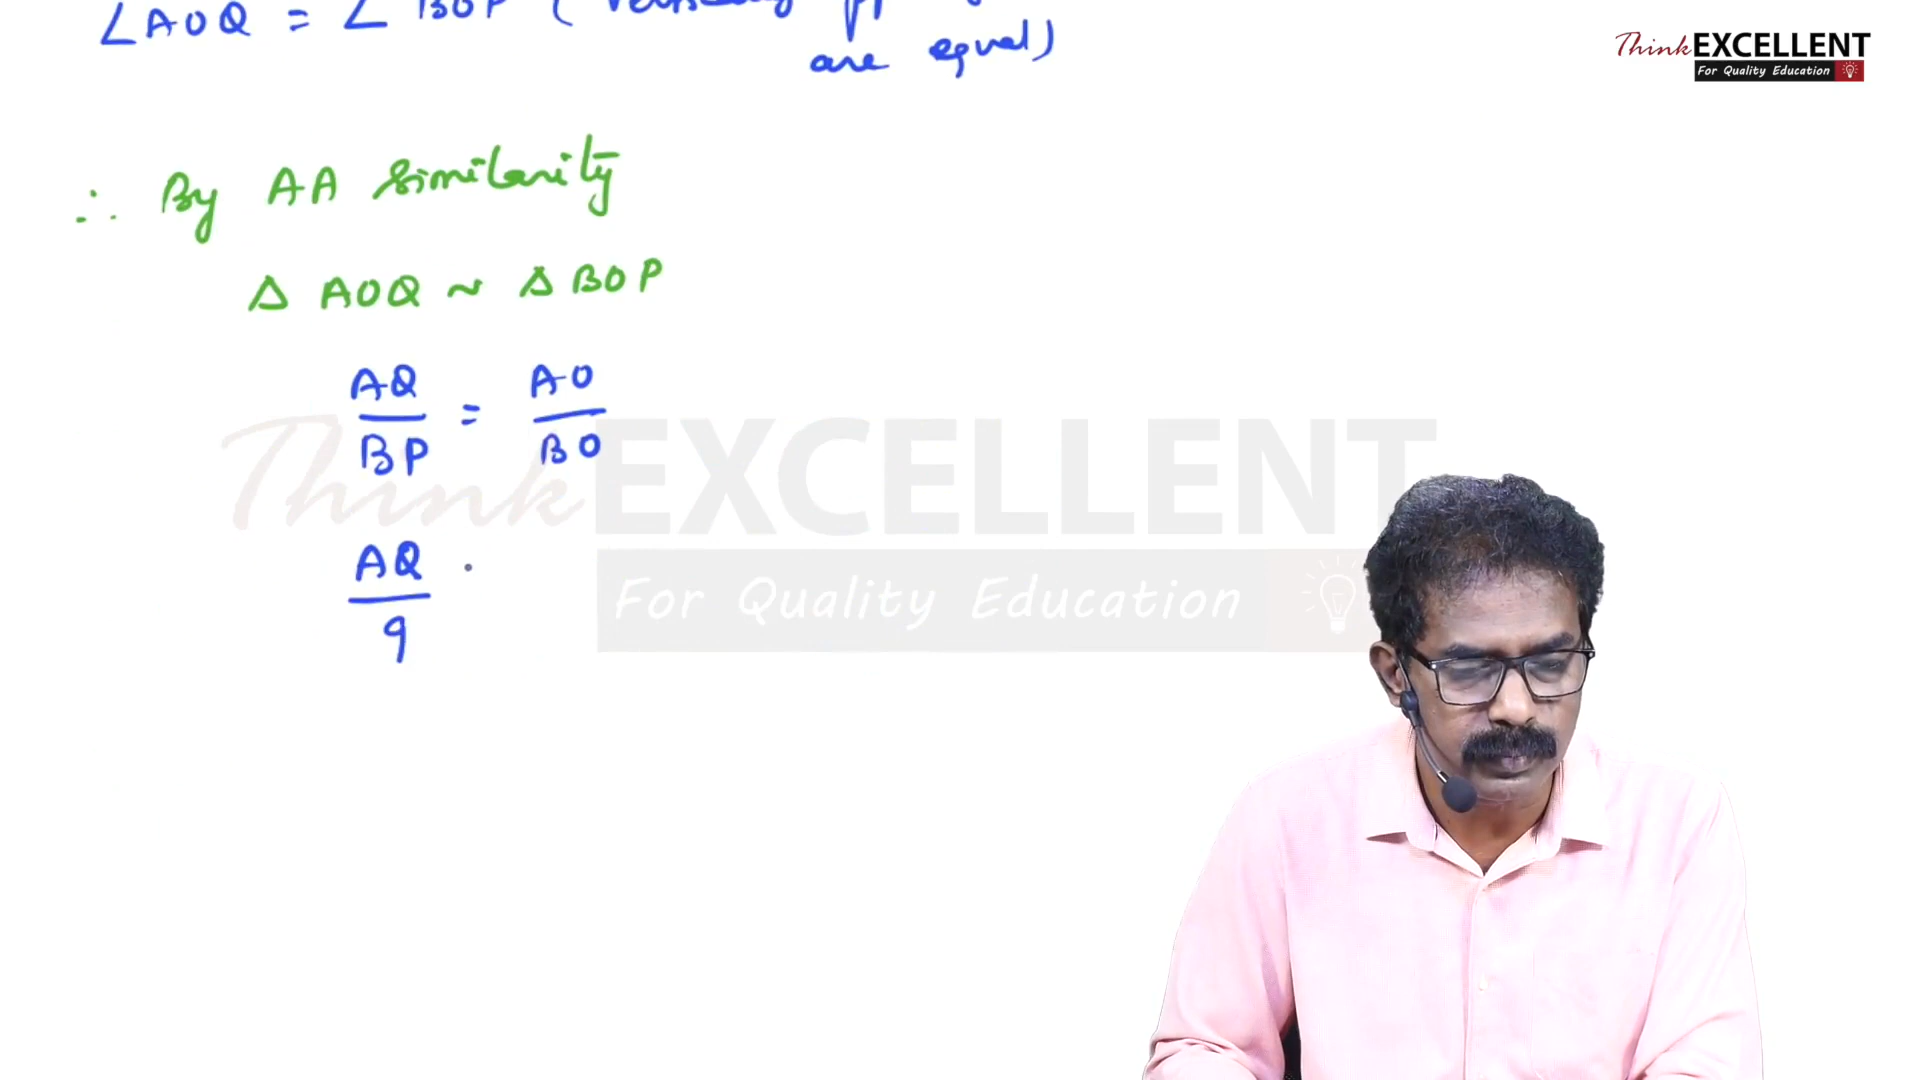 ∠AOQ = ∠BOP (
are equal)
ThinkEXCELLENT
For Quality Education
∴ By AA Similarity
Δ AOQ ~ Δ BOP
AQ/BP = AO/BO
ThinkEXCELLENT
For Quality Education
AQ/9